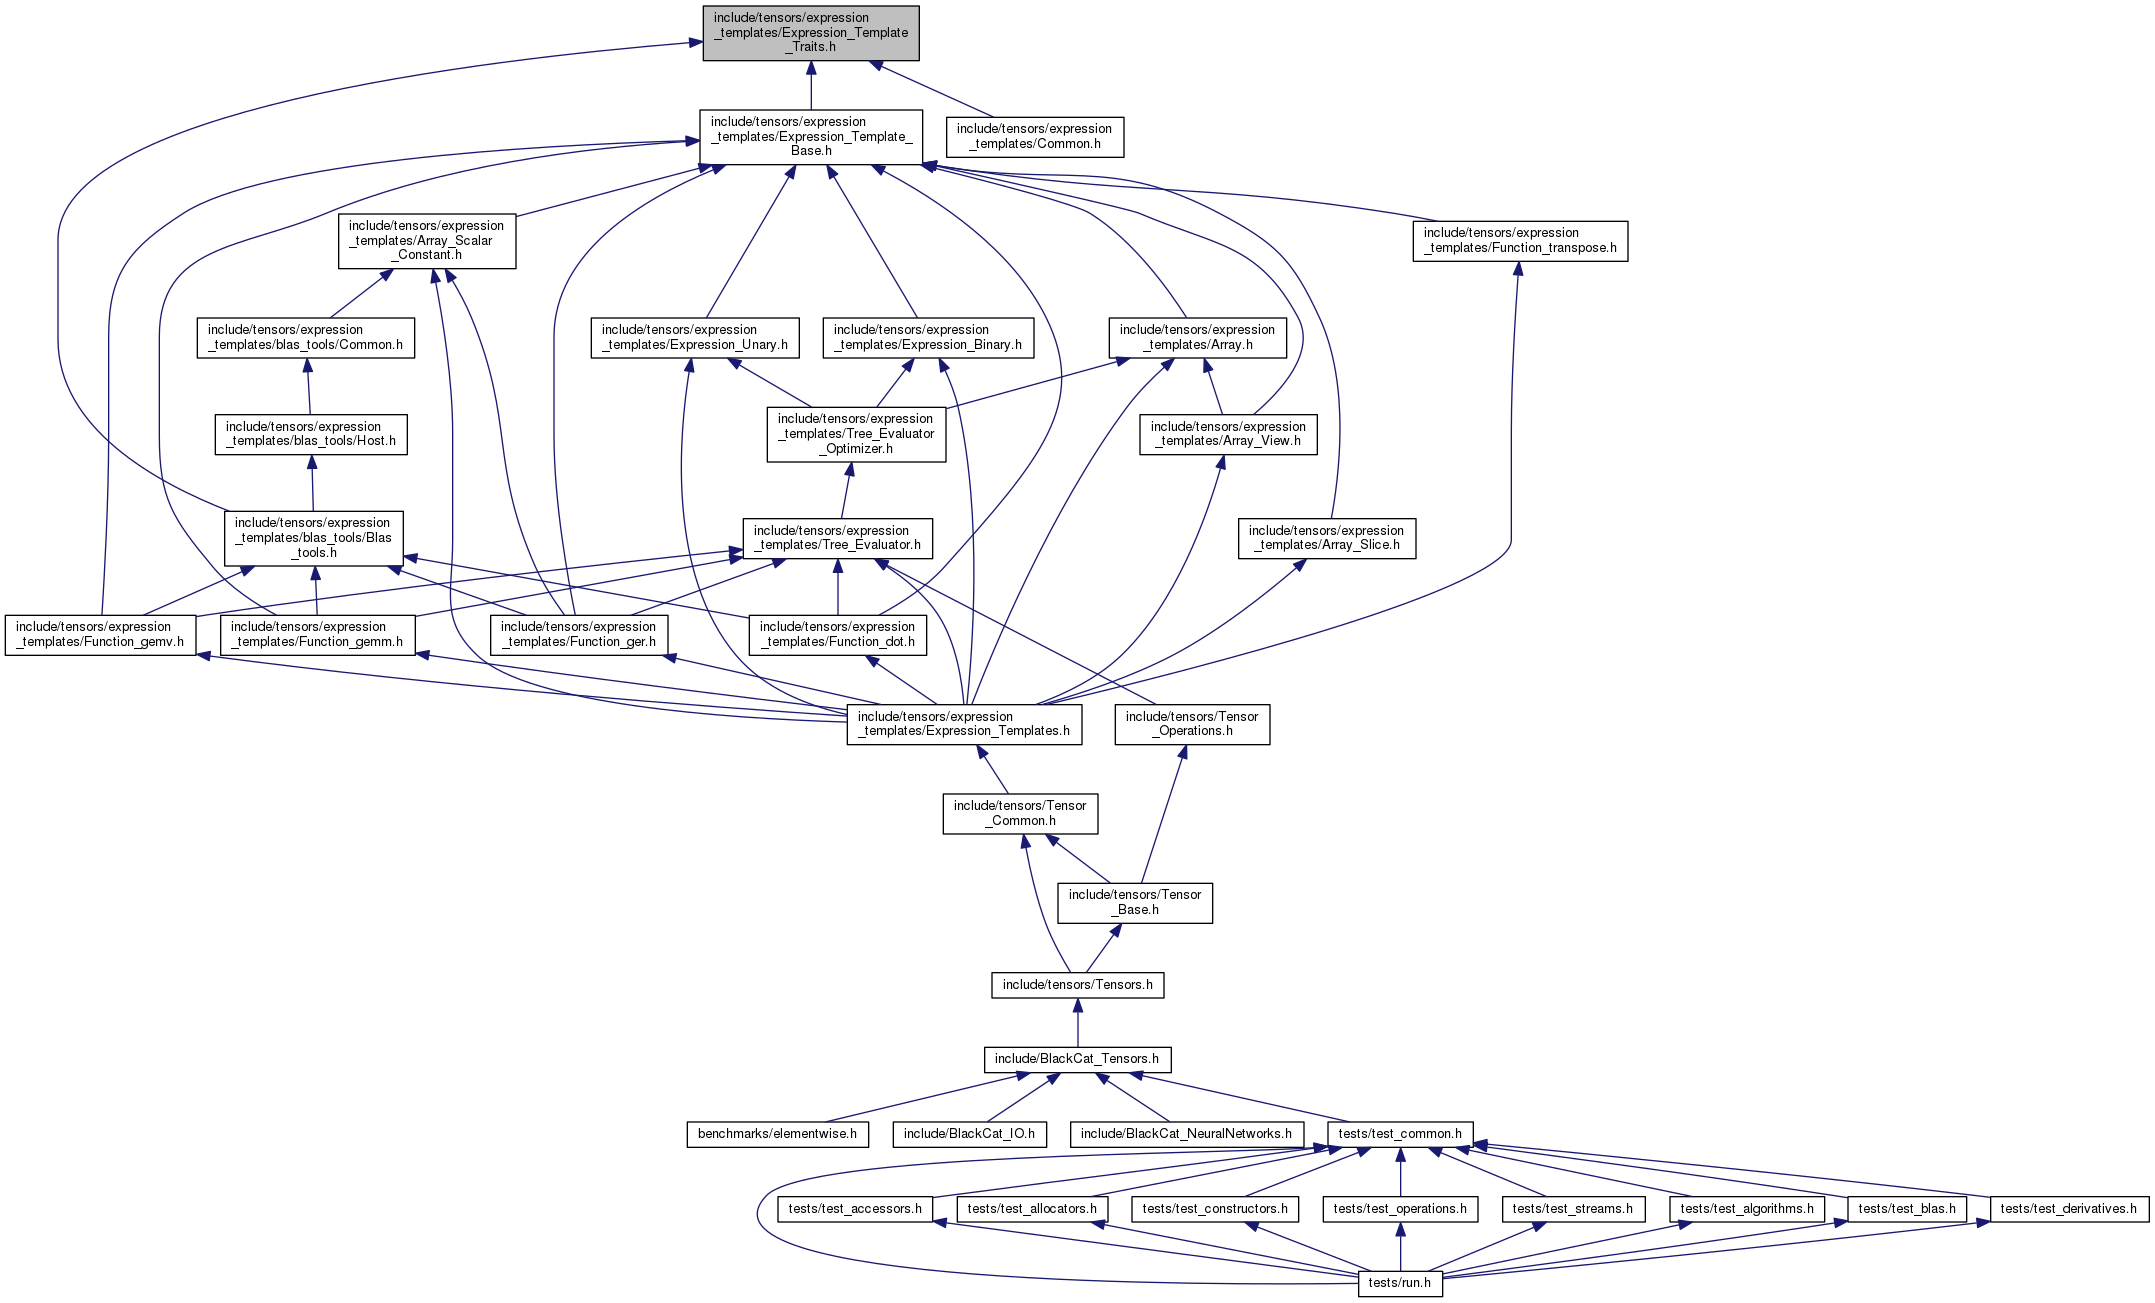 include/tensors/expression
_templates/Expression_Template
_Traits.h
include/tensors/expression
_templates/Expression_Template_
Base.h
include/tensors/expression
_templates/Common.h
include/tensors/expression
_templates/Array_Scalar
_Constant.h
include/tensors/expression
_templates/Function_transpose.h
include/tensors/expression
_templates/blas_tools/Common.h
include/tensors/expression
_templates/Expression_Unary.h
include/tensors/expression
_templates/Expression_Binary.h
include/tensors/expression
_templates/Array.h
include/tensors/expression
_templates/blas_tools/Host.h
include/tensors/expression
_templates/Tree_Evaluator
_Optimizer.h
include/tensors/expression
_templates/Array_View.h
include/tensors/expression
_templates/blas_tools/Blas
_tools.h
include/tensors/expression
_templates/Tree_Evaluator.h
include/tensors/expression
_templates/Array_Slice.h
include/tensors/expression
_templates/Function_gemv.h
include/tensors/expression
_templates/Function_gemm.h
include/tensors/expression
_templates/Function_ger.h
include/tensors/expression
_templates/Function_dot.h
include/tensors/expression
_templates/Expression_Templates.h
include/tensors/Tensor
_Operations.h
include/tensors/Tensor
_Common.h
include/tensors/Tensor
_Base.h
include/tensors/Tensors.h
include/BlackCat_Tensors.h
benchmarks/elementwise.h
include/BlackCat_IO.h
include/BlackCat_NeuralNetworks.h
tests/test_common.h
tests/test_accessors.h
tests/test_allocators.h
tests/test_constructors.h
tests/test_operations.h
tests/test_streams.h
tests/test_algorithms.h
tests/test_blas.h
tests/test_derivatives.h
tests/run.h